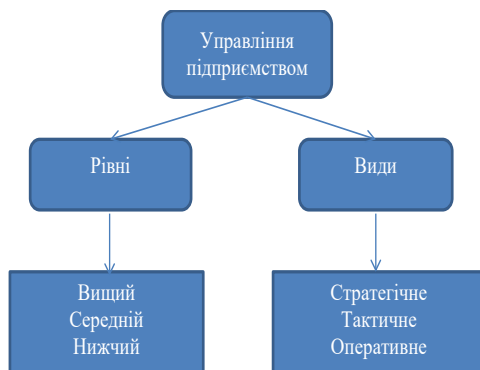 Управління
підприємством
Рівні
Види
Вищий
Середній
Нижчий
Стратегічне
Тактичне
Оперативне